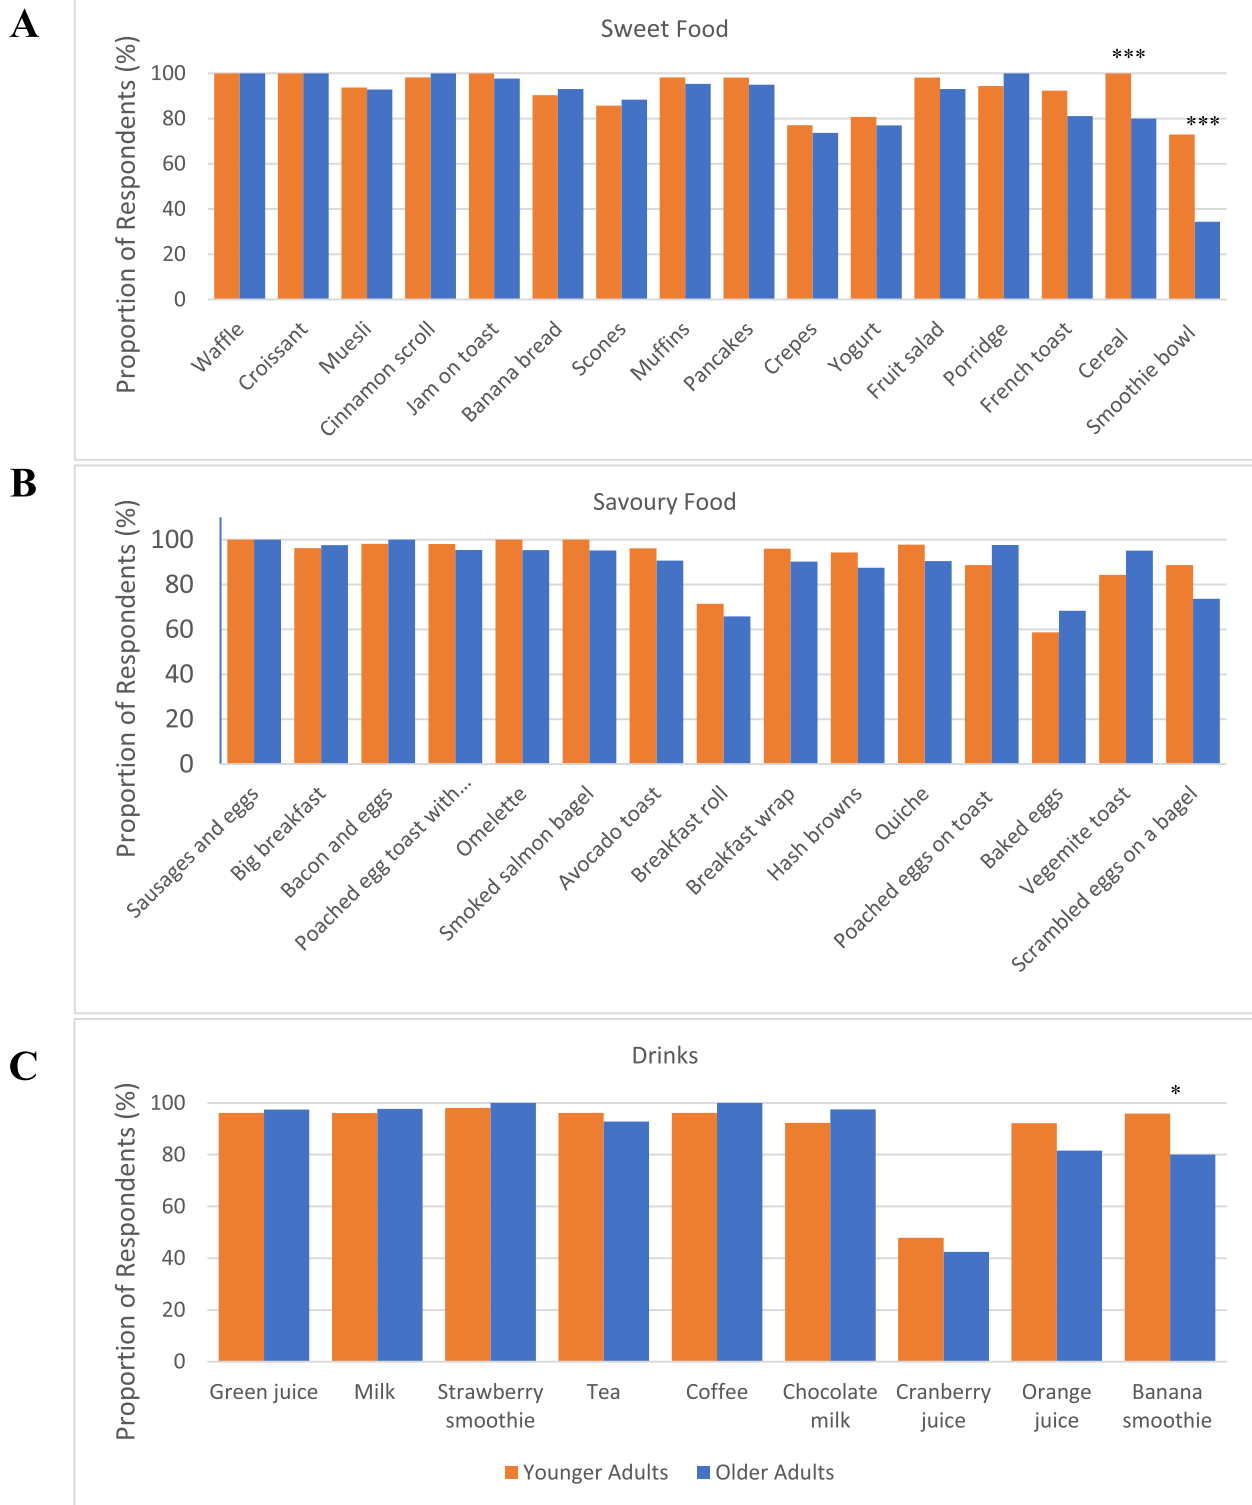 A
Sweet Food
Proportion of Respondents (%)
100
80
60
40
20
0
***
***
Waffle
Croissant
Muesli
Cinnamon scroll
Jam on toast
Banana bread
Scones
Muffins
Pancakes
Crepes
Yogurt
Fruit salad
Porridge
French toast
Cereal
Smoothie bowl
B
Savoury Food
Proportion of Respondents (%)
100
80
60
40
20
0
Sausages and eggs
Big breakfast
Bacon and eggs
Poached egg toast with...
Omelette
Smoked salmon bagel
Avocado toast
Breakfast roll
Breakfast wrap
Hash browns
Quiche
Poached eggs on toast
Baked eggs
Vegemite toast
Scrambled eggs on a bagel
C
Drinks
Proportion of Respondents (%)
100
80
60
40
20
0
*
Green juice
Milk
Strawberry
smoothie
Tea
Coffee
Chocolate
milk
Cranberry
juice
Orange
juice
Banana
smoothie
Younger Adults
Older Adults